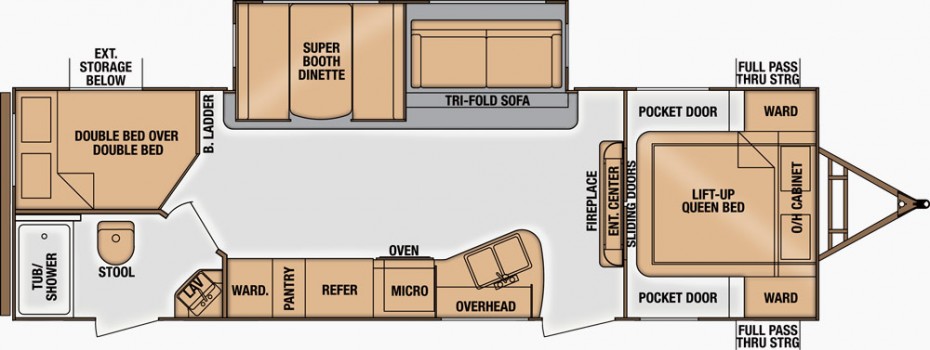 EXT.
STORAGE
BELOW
DOUBLE BED OVER
DOUBLE BED
B. LADDER
SUPER
BOOTH
DINETTE
TRI-FOLD SOFA
FULL PASS
THRU STRG
POCKET DOOR
WARD
FIREPLACE
ENT. CENTER
SLIDING DOORS
LIFT-UP
QUEEN BED
O/H CABINET
TUB/
SHOWER
STOOL
LAV
WARD.
PANTRY
REFER
OVEN
MICRO
OVERHEAD
POCKET DOOR
WARD
FULL PASS
THRU STRG